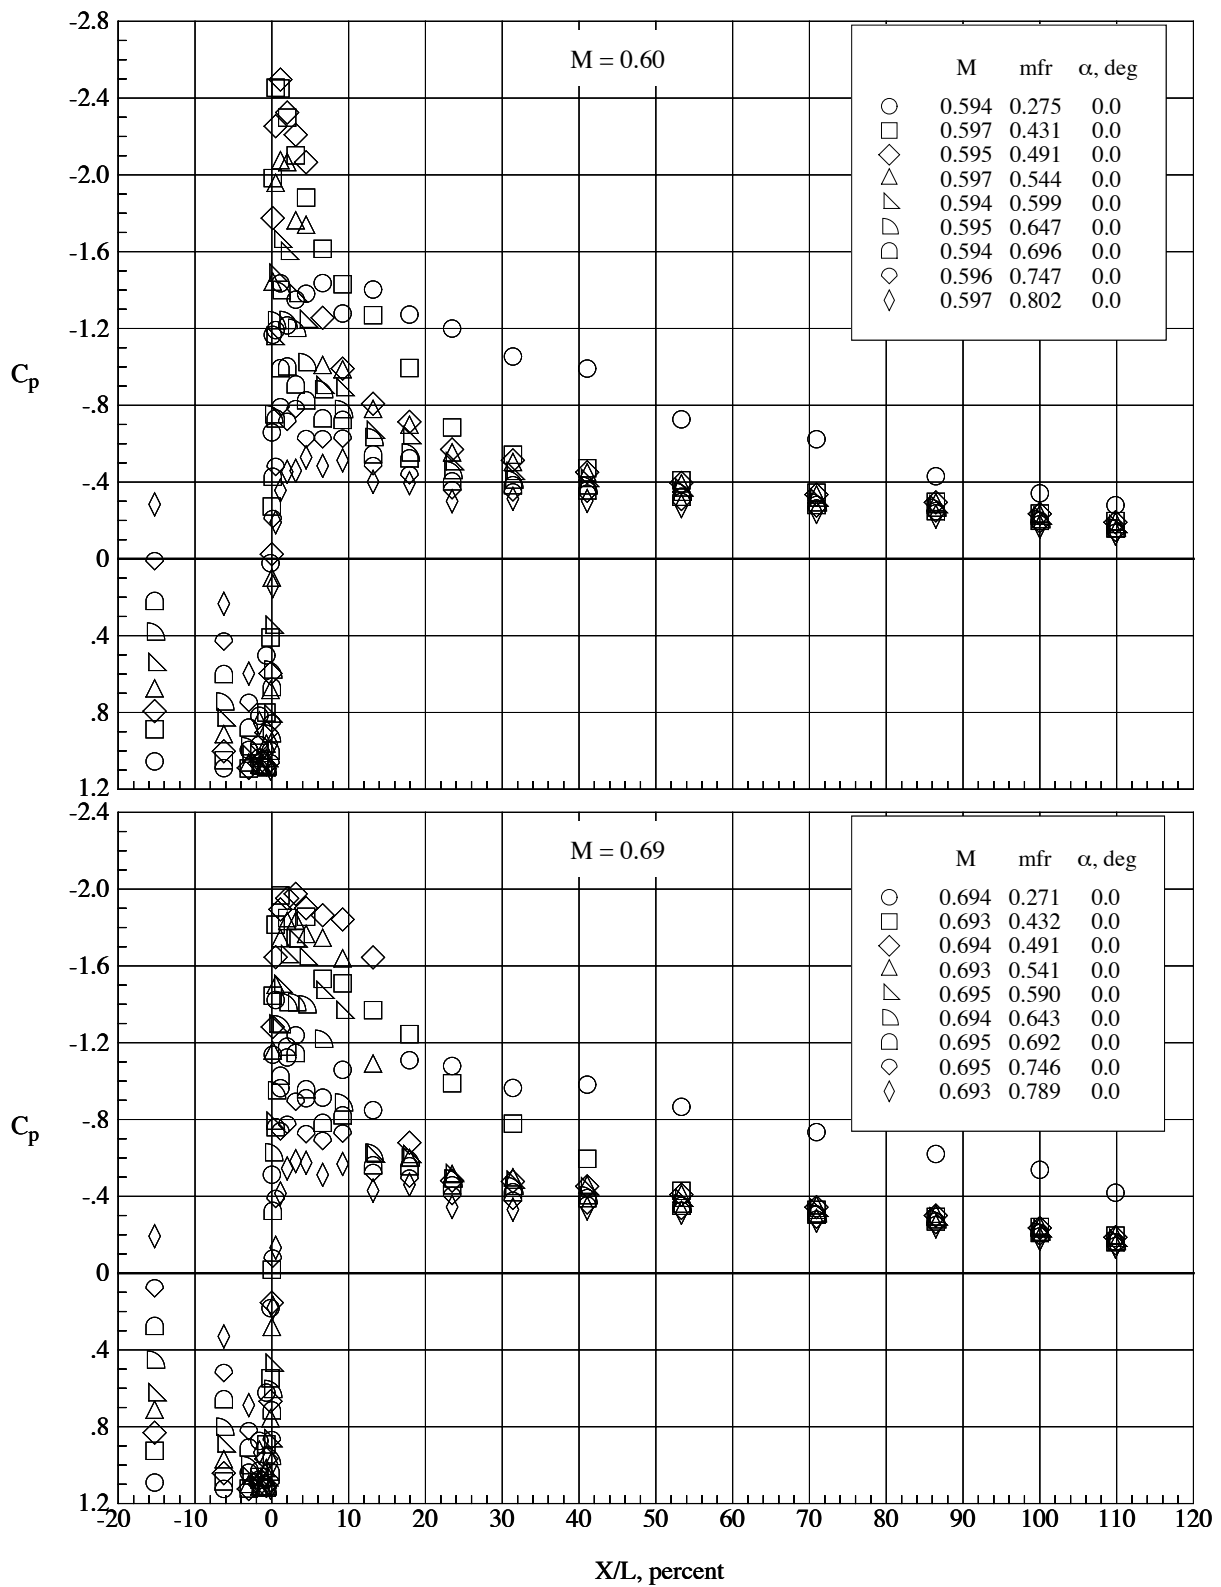 -2.8
M = 0.60
M mfr α, deg
-2.4
0.594 0.275 0.0
0.597 0.431 0.0
0.595 0.491 0.0
-2.0
0.597 0.544 0.0
0.594 0.599 0.0
0.595 0.647 0.0
-1.6
0.594 0.696 0.0
0.596 0.747 0.0
0.597 0.802 0.0
-1.2
Cp
-.8
-.4
0
.4
.8
1.2
-2.4
M = 0.69
M mfr α, deg
-2.0
0.694 0.271 0.0
0.693 0.432 0.0
0.694 0.491 0.0
-1.6
0.693 0.541 0.0
0.695 0.590 0.0
0.694 0.643 0.0
-1.2
0.695 0.692 0.0
0.695 0.746 0.0
0.693 0.789 0.0
Cp
-.8
-.4
0
.4
.8
1.2
-20 -10 0 10 20 30 40 50 60 70 80 90 100 110 120
X/L, percent